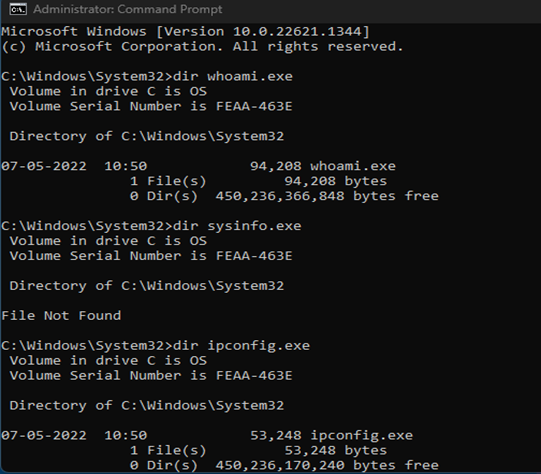 Administrator: Command Prompt
Microsoft Windows [Version 10.0.22621.1344]
(c) Microsoft Corporation. All rights reserved.
C:\Windows\System32>dir whoami.exe
Volume in drive C is OS
Volume Serial Number is FEAA-463E
Directory of C:\Windows\System32
07-05-2022  10:50            94,208 whoami.exe
1 File(s)         94,208 bytes
0 Dir(s)  450,236,366,848 bytes free
C:\Windows\System32>dir sysinfo.exe
Volume in drive C is OS
Volume Serial Number is FEAA-463E
Directory of C:\Windows\System32
File Not Found
C:\Windows\System32>dir ipconfig.exe
Volume in drive C is OS
Volume Serial Number is FEAA-463E
Directory of C:\Windows\System32
07-05-2022  10:50            53,248 ipconfig.exe
1 File(s)         53,248 bytes
0 Dir(s)  450,236,170,240 bytes free